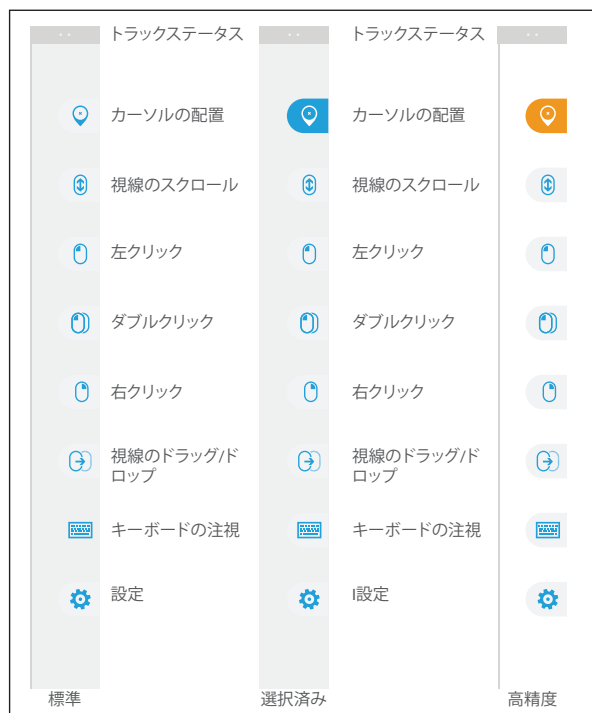 トラックステータス トラックステータス
カーソルの配置 カーソルの配置
視線のスクロール 視線のスクロール
左クリック 左クリック
ダブルクリック ダブルクリック
右クリック 右クリック
視線のドラッグ/ド 視線のドラッグ/ド
ロップ ロップ
キーボードの注視 キーボードの注視
設定 I設定
標準 選択済み 高精度